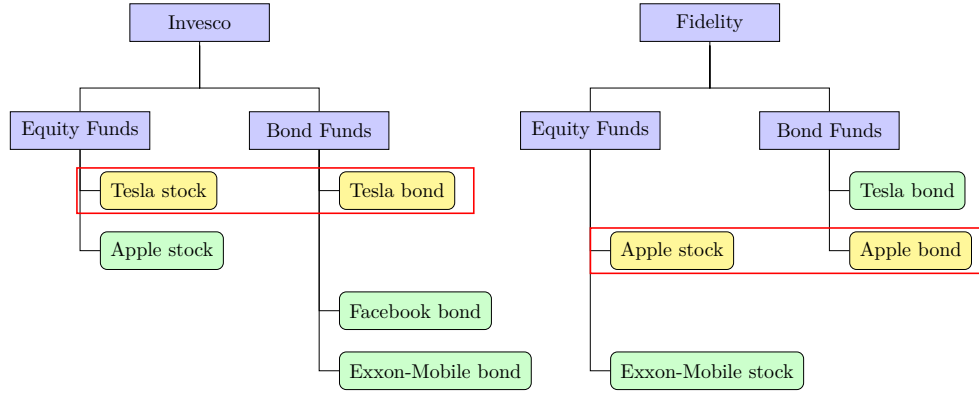 Invesco
Fidelity
Equity Funds
Bond Funds
Equity Funds
Bond Funds
Tesla stock
Tesla bond
Tesla bond
Apple stock
Apple stock
Apple bond
Facebook bond
Exxon-Mobile bond
Exxon-Mobile stock